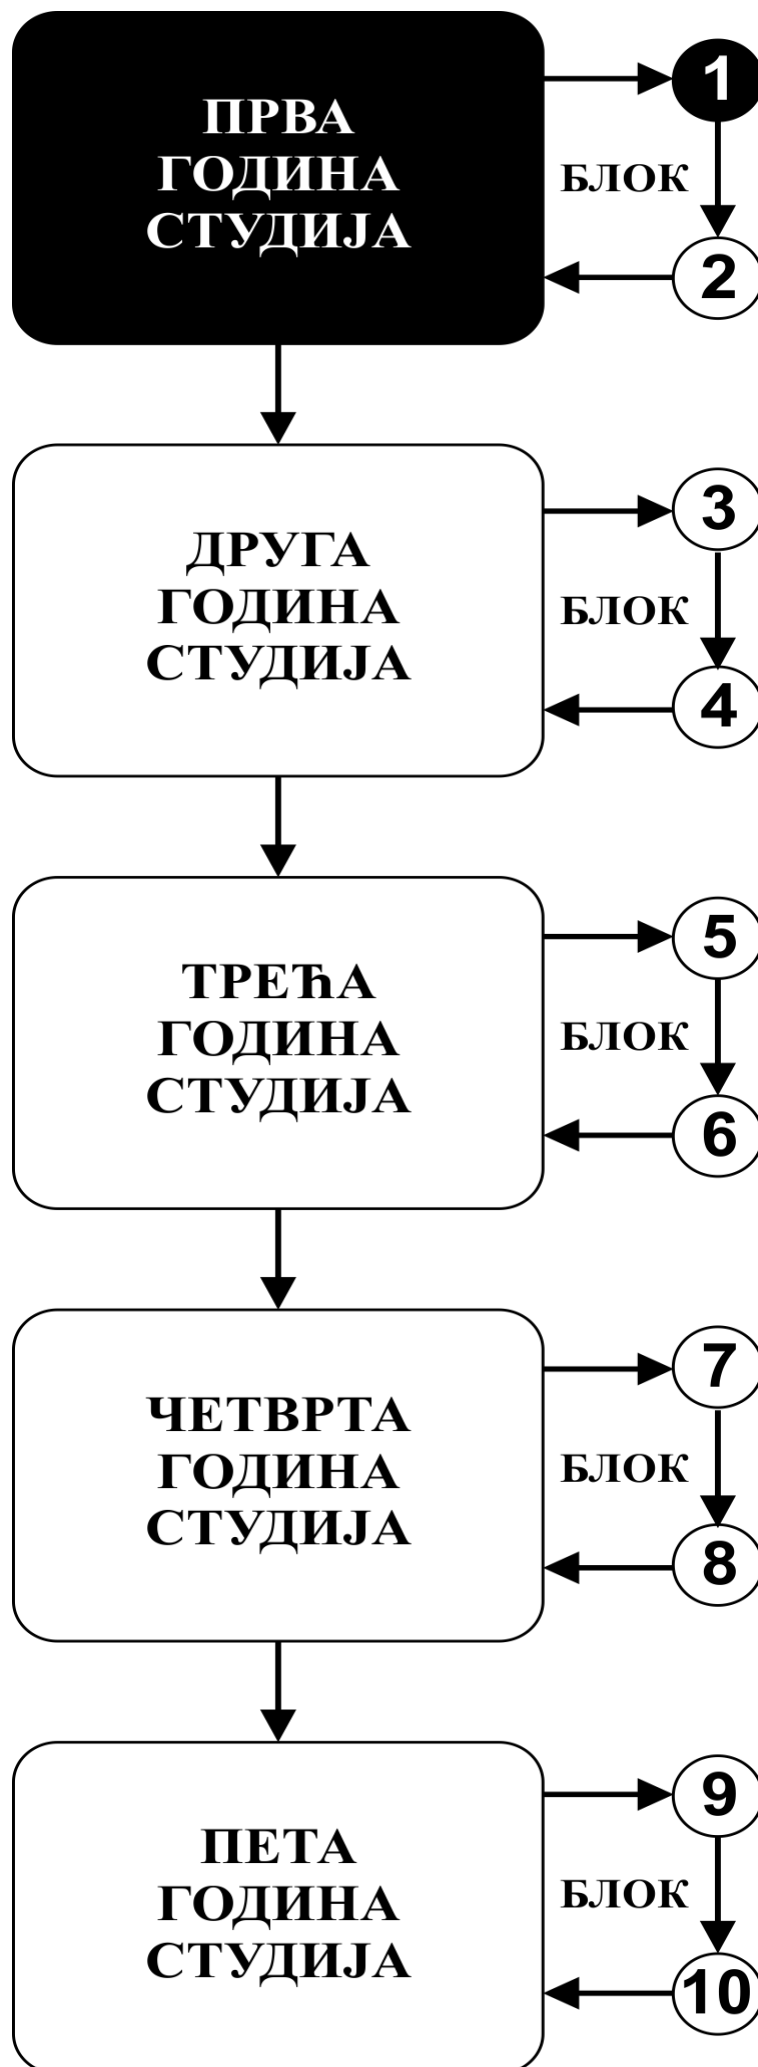 ПРВА
ГОДИНА
СТУДИЈА
1
БЛОК
2
ДРУГА
ГОДИНА
СТУДИЈА
3
БЛОК
4
ТРЕЋА
ГОДИНА
СТУДИЈА
5
БЛОК
6
ЧЕТВРТА
ГОДИНА
СТУДИЈА
7
БЛОК
8
ПЕТА
ГОДИНА
СТУДИЈА
9
БЛОК
10